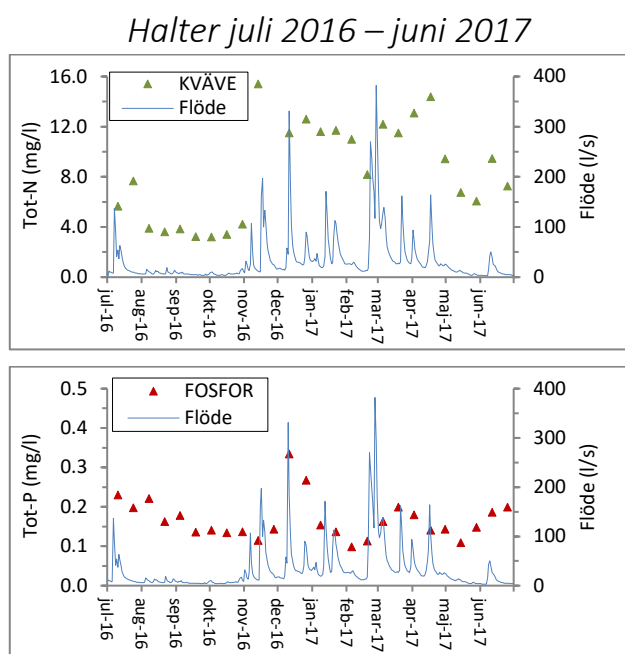 Halter juli 2016 – juni 2017
KVÄVE
Flöde
Tot-N (mg/l)
16.0
12.0
8.0
4.0
0.0
Flöde (l/s)
400
300
200
100
0
jul-16
aug-16
sep-16
okt-16
nov-16
dec-16
jan-17
feb-17
mar-17
apr-17
maj-17
jun-17
FOSFOR
Flöde
Tot-P (mg/l)
0.5
0.4
0.3
0.2
0.1
0.0
Flöde (l/s)
400
300
200
100
0
jul-16
aug-16
sep-16
okt-16
nov-16
dec-16
jan-17
feb-17
mar-17
apr-17
maj-17
jun-17